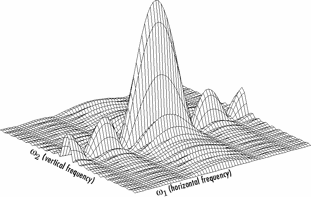 ω₂ (vertical frequency)
ω₁ (horizontal frequency)